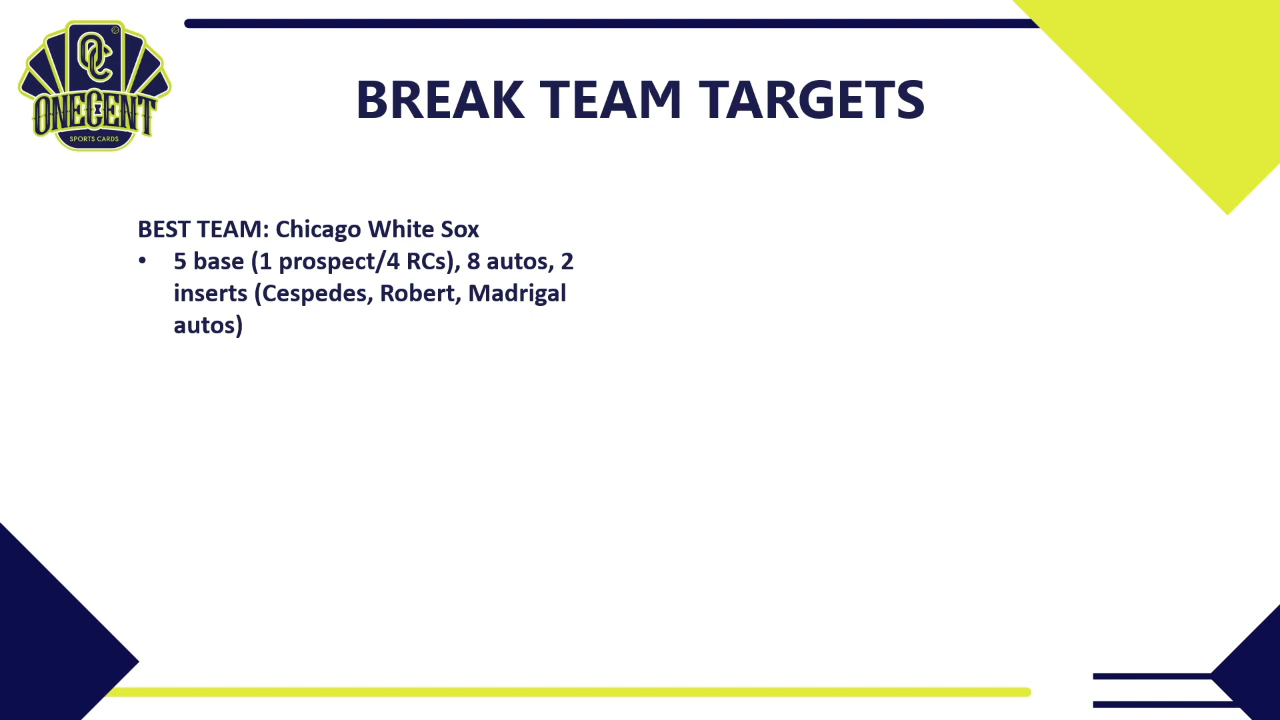 OC
ONECENT
SPORTS CARDS
BREAK TEAM TARGETS
BEST TEAM: Chicago White Sox
• 5 base (1 prospect/4 RCs), 8 autos, 2
inserts (Cespedes, Robert, Madrigal
autos)